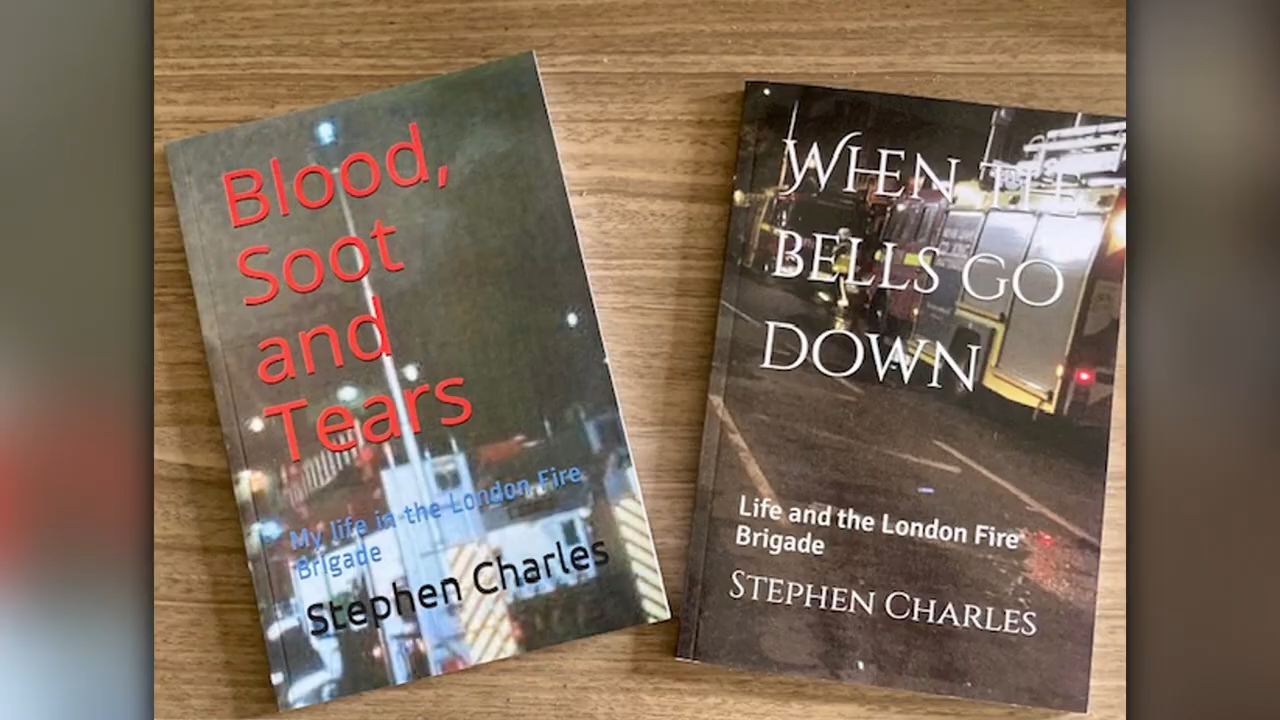 Blood,
Soot
and
Tears
My life in the London Fire
Brigade
Stephen Charles
WHEN THE
BELLS GO
DOWN
Life and the London Fire
Brigade
STEPHEN CHARLES